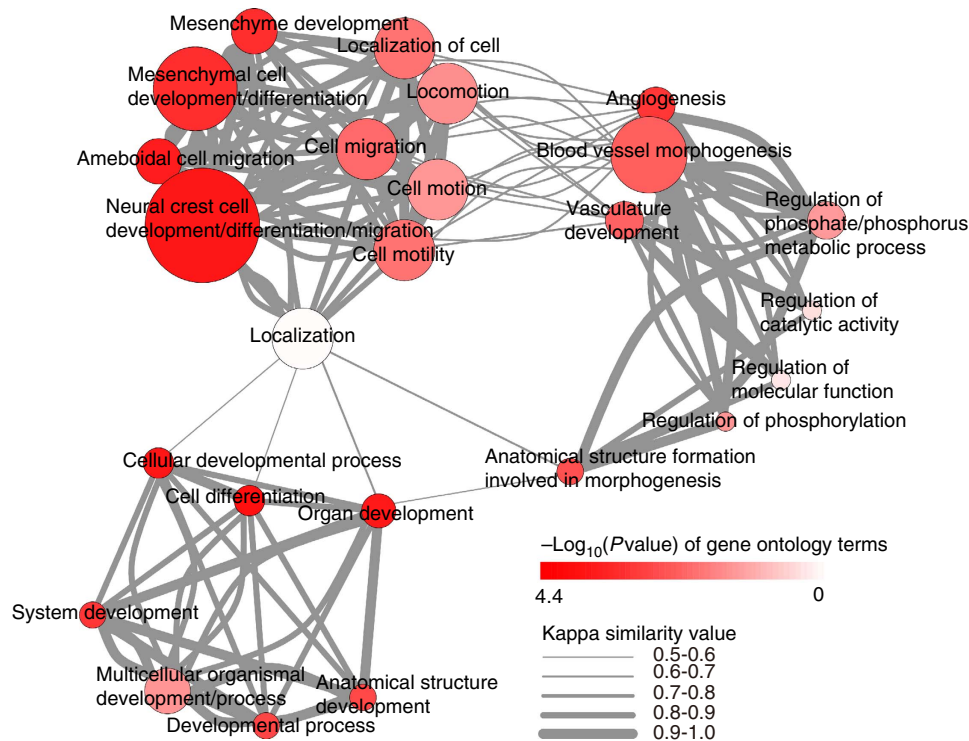 Mesenchyme development
Localization of cell
Mesenchymal cell
development/differentiation
Locomotion
Angiogenesis
Cell migration
Blood vessel morphogenesis
Ameboidal cell migration
Cell motion
Neural crest cell
development/differentiation/migration
Vasculature
development
Regulation of
phosphate/phosphorus
metabolic process
Cell motility
Regulation of
catalytic activity
Localization
Regulation of
molecular function
Regulation of phosphorylation
Anatomical structure formation
involved in morphogenesis
Cellular developmental process
Cell differentiation
Organ development
System development
Multicellular organismal
development/process
Anatomical structure
development
Developmental process
–Log10(Pvalue) of gene ontology terms
4.4 0
Kappa similarity value
0.5-0.6
0.6-0.7
0.7-0.8
0.8-0.9
0.9-1.0